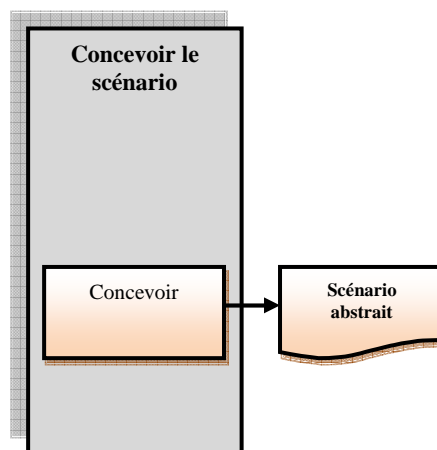 Concevoir le
scénario
Concevoir
Scénario
abstrait